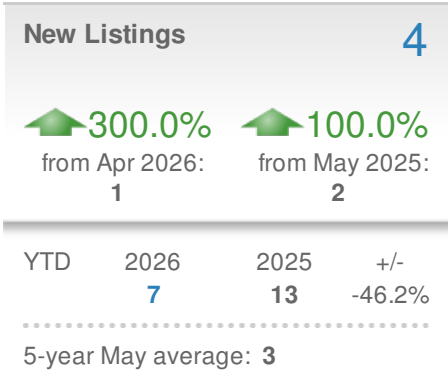 New Listings 4
300.0% 100.0%
from Apr 2026: from May 2025:
1 2
YTD 2026 2025 +/-
7 13 -46.2%
5-year May average: 3